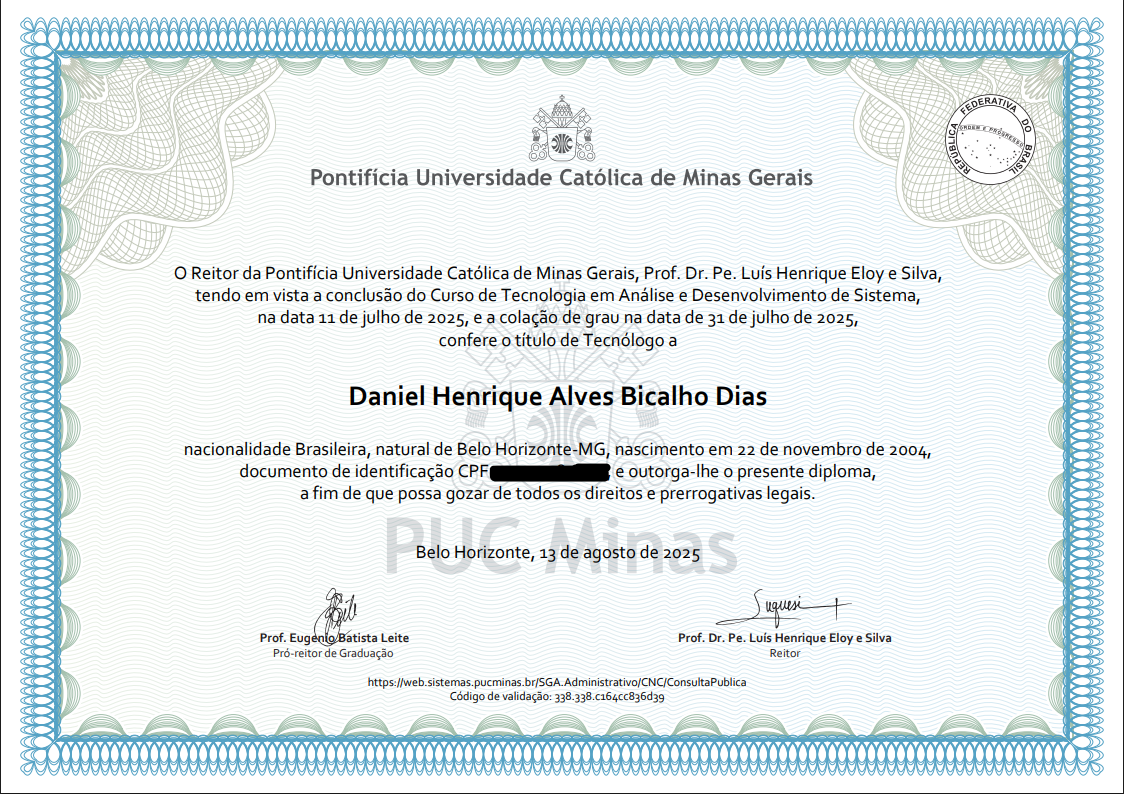 REPÚBLICA FEDERATIVA DO BRASIL
ORDEM E PROGRESSO
Pontifícia Universidade Católica de Minas Gerais
O Reitor da Pontifícia Universidade Católica de Minas Gerais, Prof. Dr. Pe. Luís Henrique Eloy e Silva,
tendo em vista a conclusão do Curso de Tecnologia em Análise e Desenvolvimento de Sistema,
na data 11 de julho de 2025, e a colação de grau na data de 31 de julho de 2025,
confere o título de Tecnólogo a
Daniel Henrique Alves Bicalho Dias
nacionalidade Brasileira, natural de Belo Horizonte-MG, nascimento em 22 de novembro de 2004,
documento de identificação CPF e outorga-lhe o presente diploma,
a fim de que possa gozar de todos os direitos e prerrogativas legais.
PUC Minas
Belo Horizonte, 13 de agosto de 2025
Prof. Eugenio Batista Leite
Pró-reitor de Graduação
Prof. Dr. Pe. Luís Henrique Eloy e Silva
Reitor
https://web.sistemas.pucminas.br/SGA.Administrativo/CNC/ConsultaPublica
Código de validação: 338.338.c164cc836d39